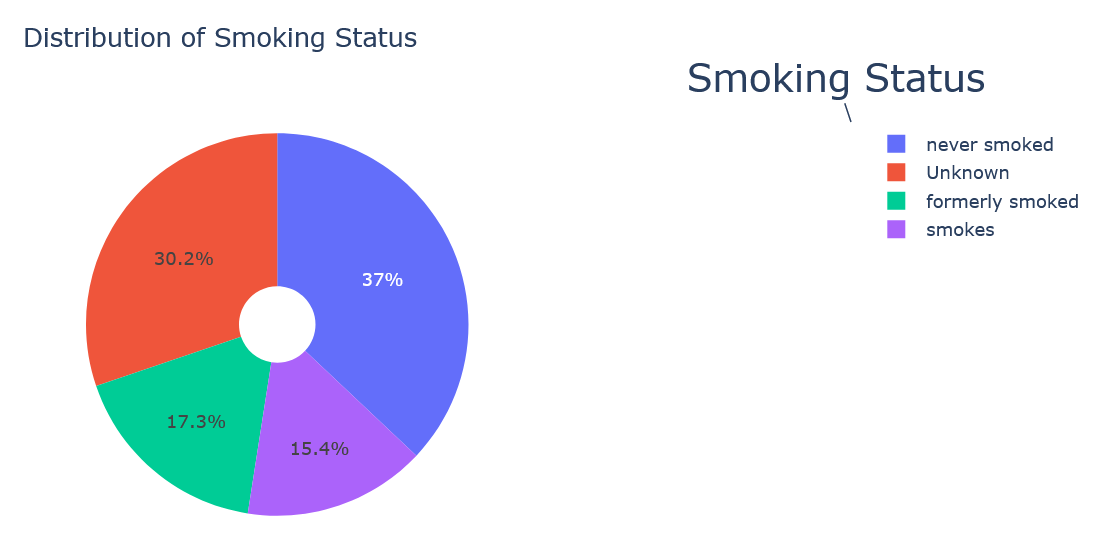 Distribution of Smoking Status
Smoking Status
never smoked
Unknown
formerly smoked
smokes
30.2%
37%
17.3%
15.4%